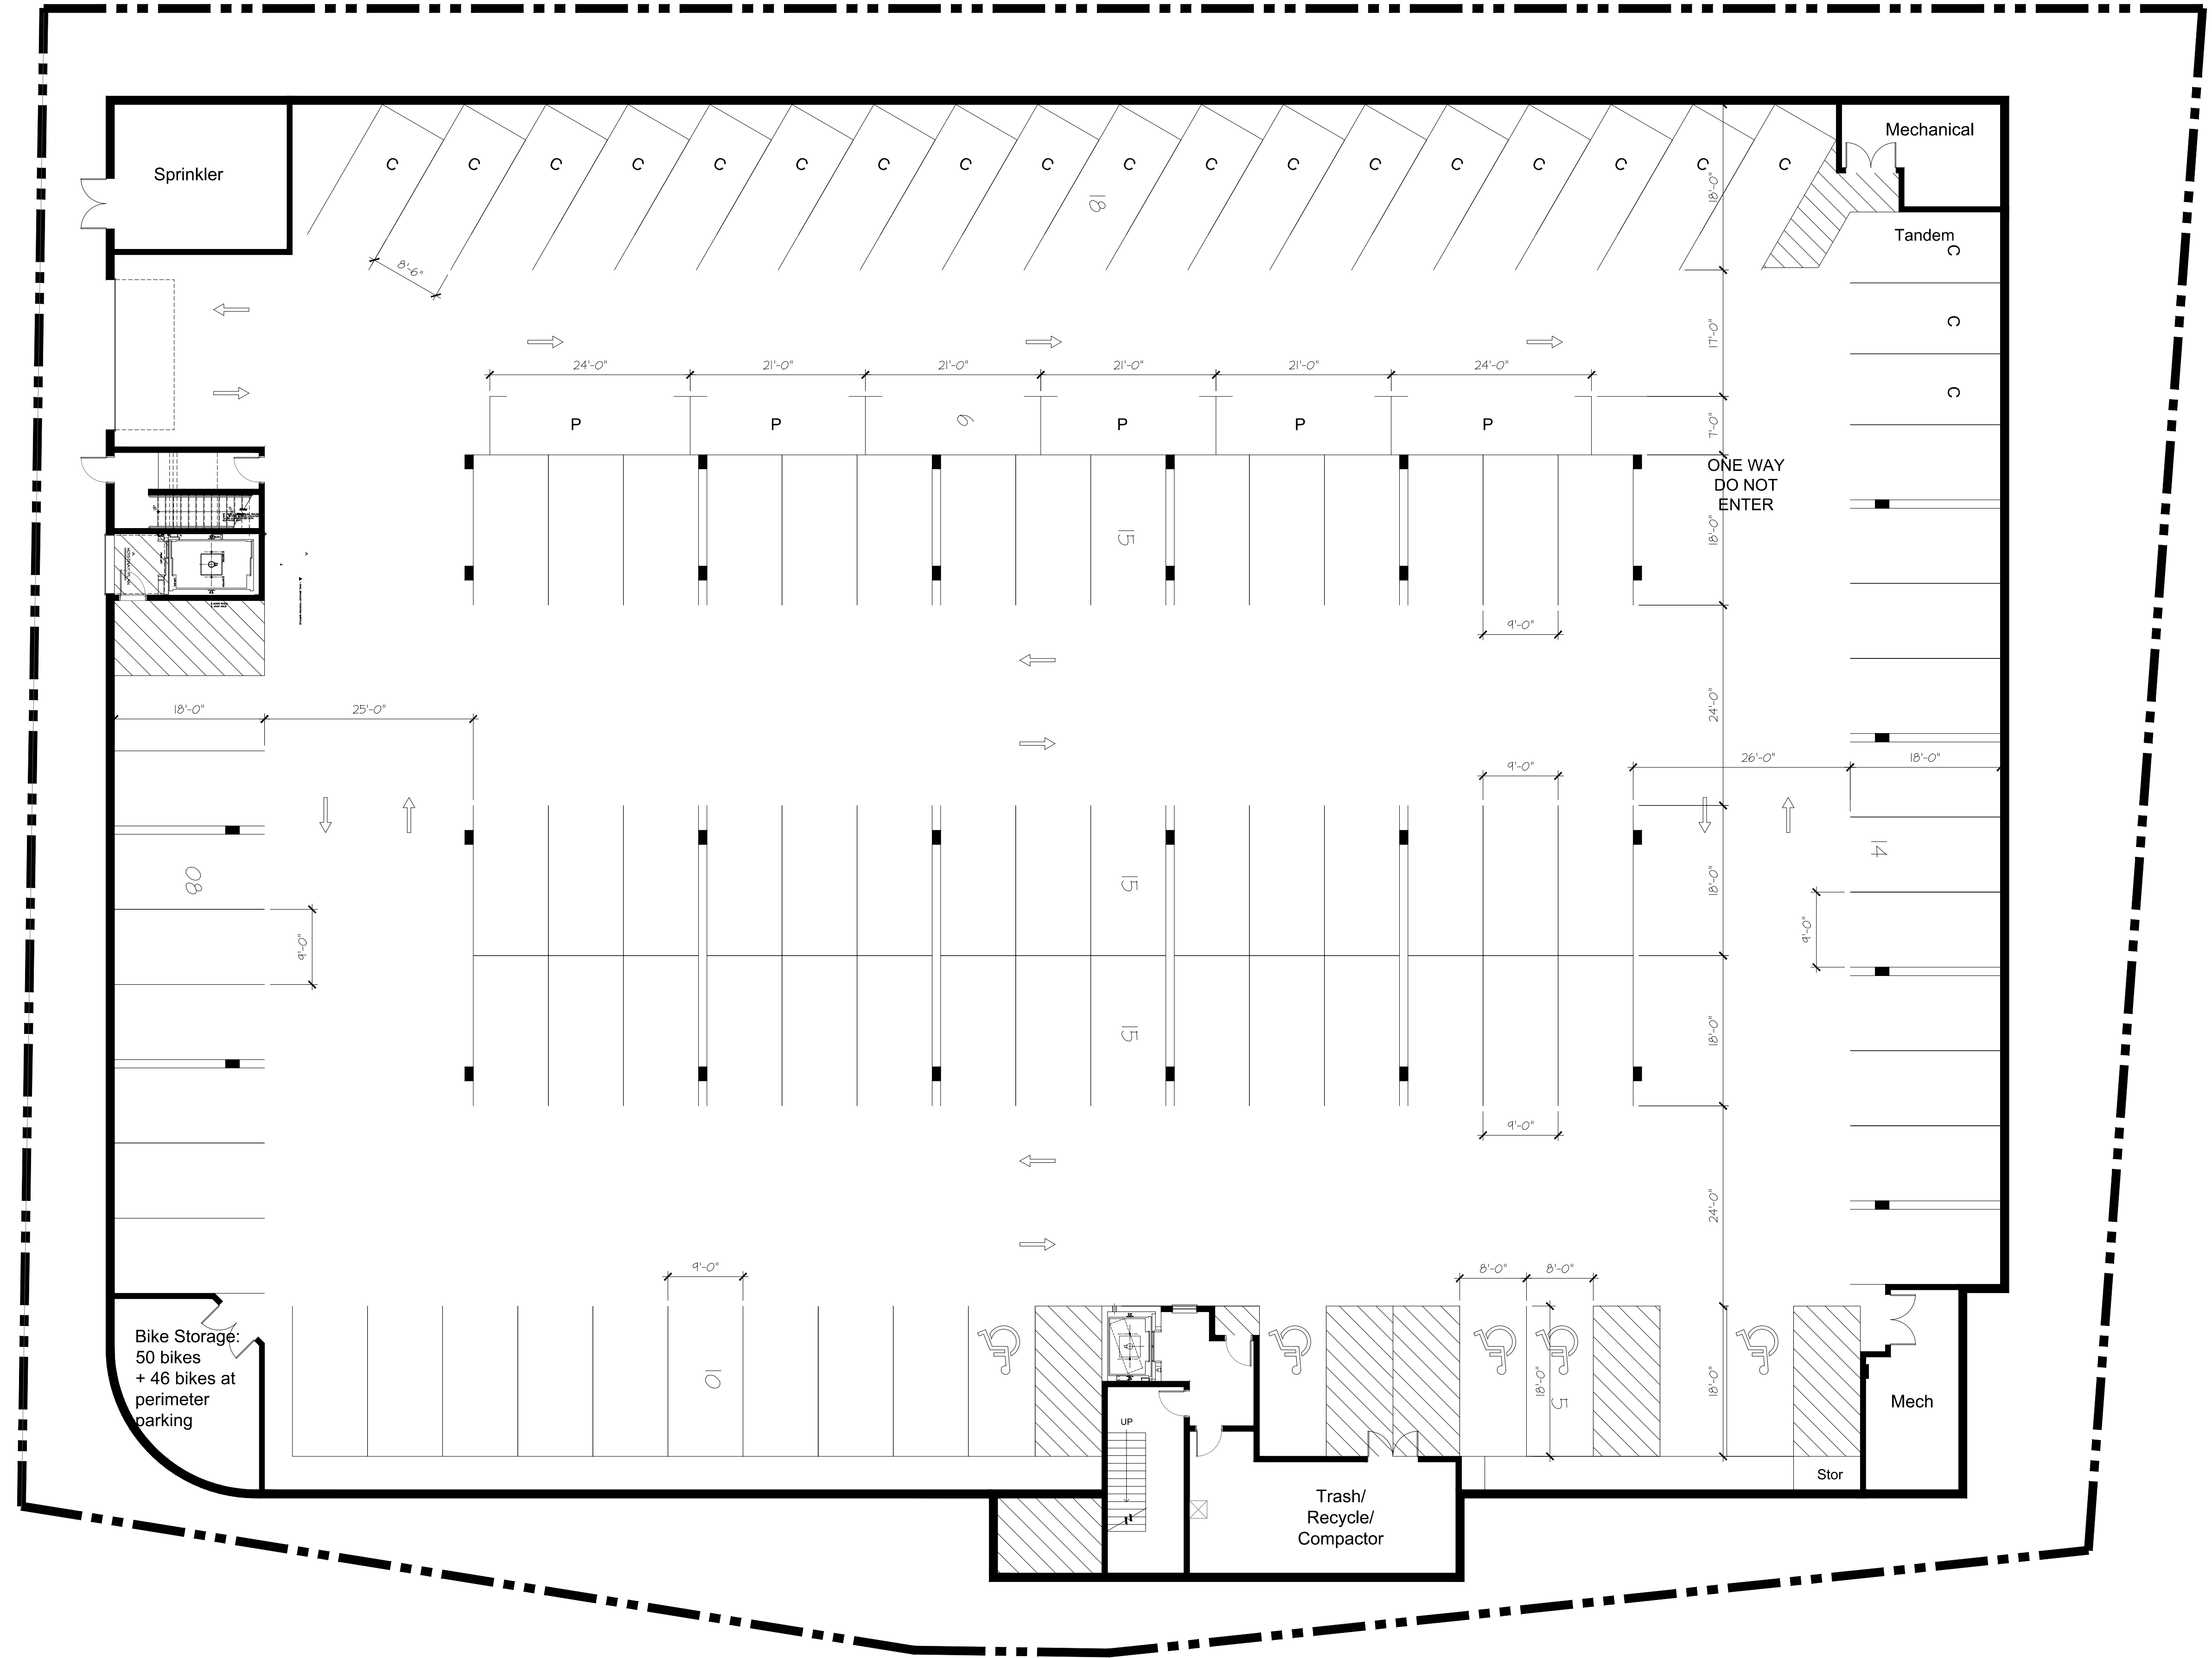 Mechanical
Sprinkler
C C C C C C C C C C C C C C C C C C
18
18'-0"
8'-6"
Tandem
C
C
C
17'-0"
24'-0" 21'-0" 21'-0" 21'-0" 21'-0" 24'-0"
P P 6 P P P
7'-0"
ONE WAY
DO NOT
ENTER
15
18'-0"
9'-0"
18'-0" 25'-0"
24'-0"
9'-0"
26'-0" 18'-0"
08
15
18'-0"
14
9'-0"
9'-0"
15
18'-0"
9'-0"
24'-0"
9'-0"
8'-0" 8'-0"
Bike Storage:
50 bikes
+ 46 bikes at
perimeter
parking
10
18'-0"
5
18'-0"
UP
Mech
Stor
Trash/
Recycle/
Compactor